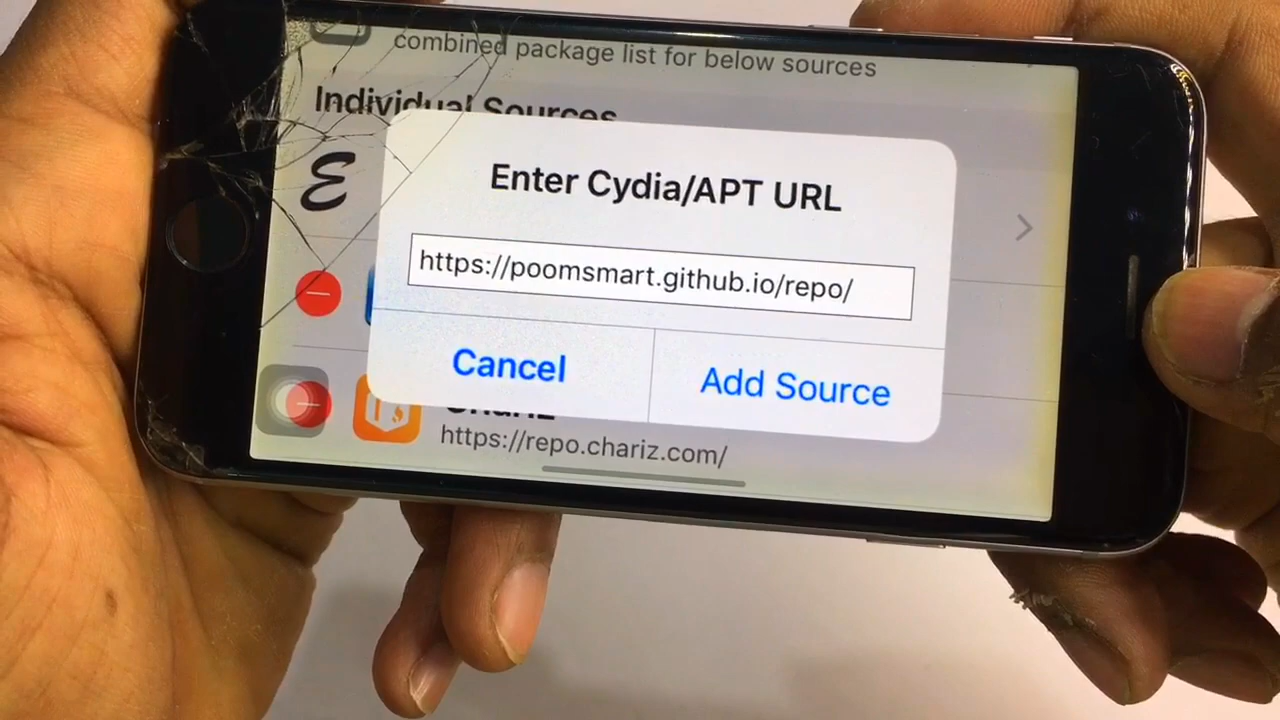 combined package list for below sources
Individual Sources
Enter Cydia/APT URL
https://poomsmart.github.io/repo/
Cancel
Add Source
Chariz
https://repo.chariz.com/